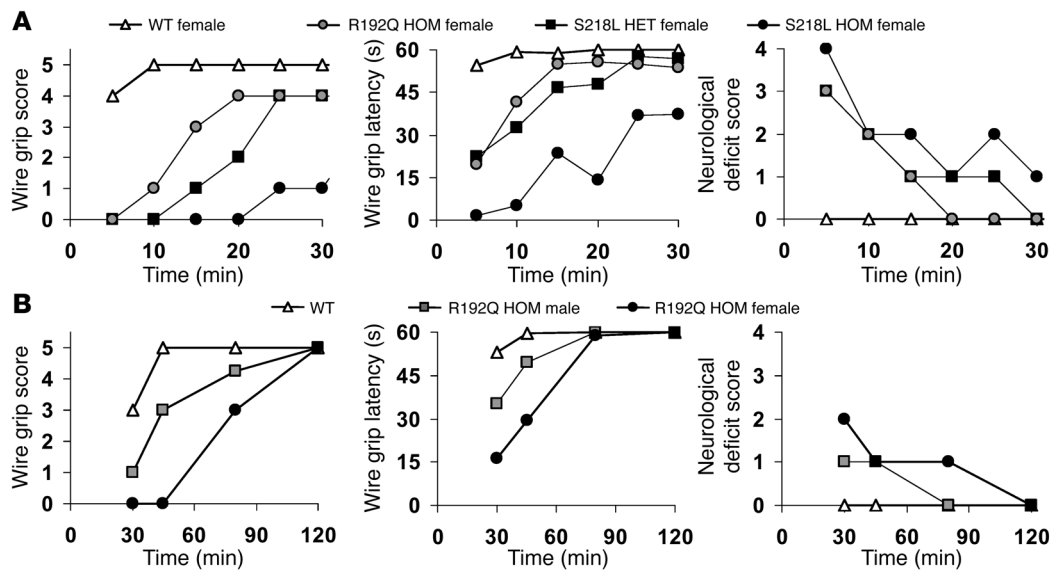 A
WT female R192Q HOM female S218L HET female S218L HOM female
Wire grip score
5
4
3
2
1
0
0 10 20 30
Time (min)
Wire grip latency (s)
60
45
30
15
0
0 10 20 30
Time (min)
Neurological
deficit score
4
3
2
1
0
0 10 20 30
Time (min)
B
WT R192Q HOM male R192Q HOM female
Wire grip score
5
4
3
2
1
0
0 30 60 90 120
Time (min)
Wire grip latency (s)
60
45
30
15
0
0 30 60 90 120
Time (min)
Neurological
deficit score
4
3
2
1
0
0 30 60 90 120
Time (min)